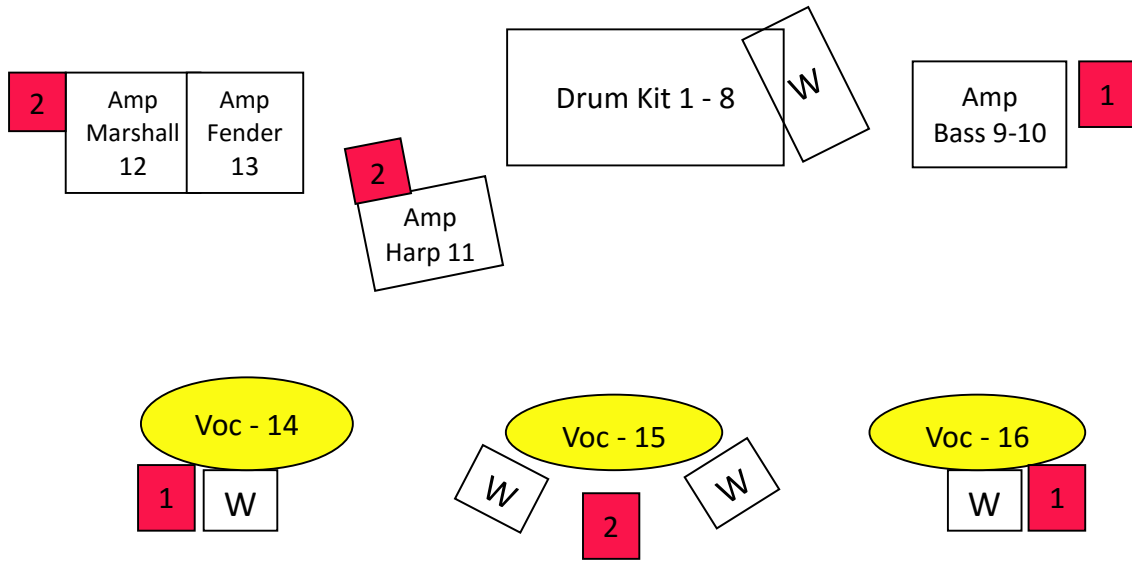 2
Amp
Marshall
12
Amp
Fender
13
2
Amp
Harp 11
Drum Kit 1 - 8
W
Amp
Bass 9-10
1
Voc - 14
1
W
Voc - 15
W
2
W
Voc - 16
W
1